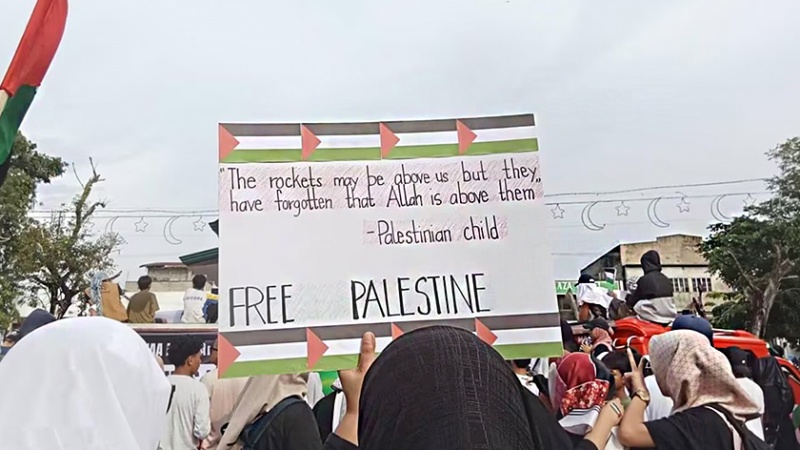 "The rockets may be above us but they
have forgotten that Allah is above them"
-Palestinian child
FREE PALESTINE
AZA